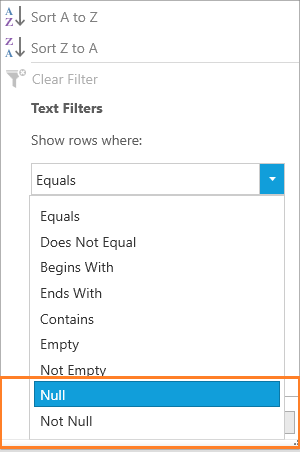 Sort A to Z
Sort Z to A
Clear Filter
Text Filters
Show rows where:
Equals
Equals
Does Not Equal
Begins With
Ends With
Contains
Empty
Not Empty
Null
Not Null